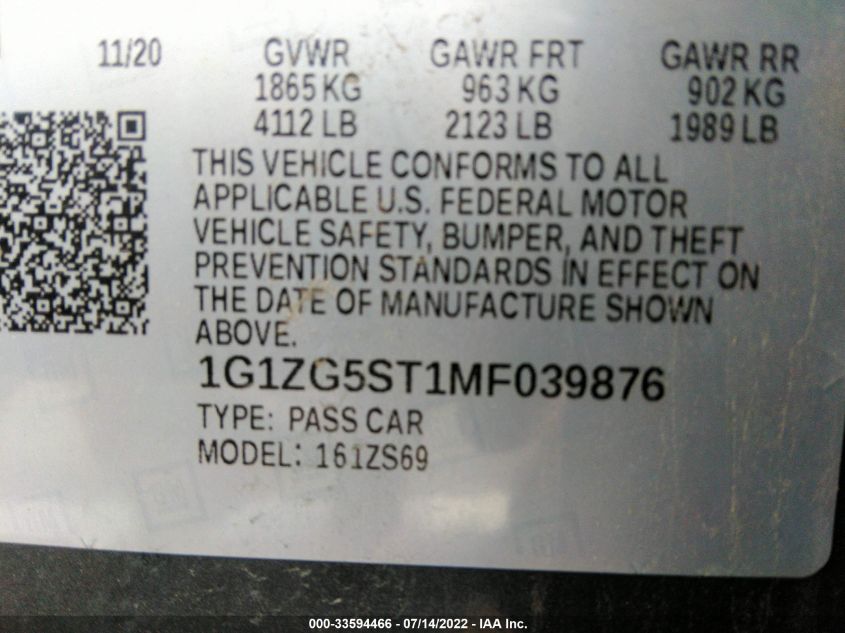 11/20 GVWR GAWR FRT GAWR RR
1865 KG 963 KG 902 KG
4112 LB 2123 LB 1989 LB
THIS VEHICLE CONFORMS TO ALL
APPLICABLE U.S. FEDERAL MOTOR
VEHICLE SAFETY, BUMPER, AND THEFT
PREVENTION STANDARDS IN EFFECT ON
THE DATE OF MANUFACTURE SHOWN
ABOVE.
1G1ZG5ST1MF039876
TYPE: PASS CAR
MODEL: 161ZS69
000-33594466 - 07/14/2022 - IAA Inc.